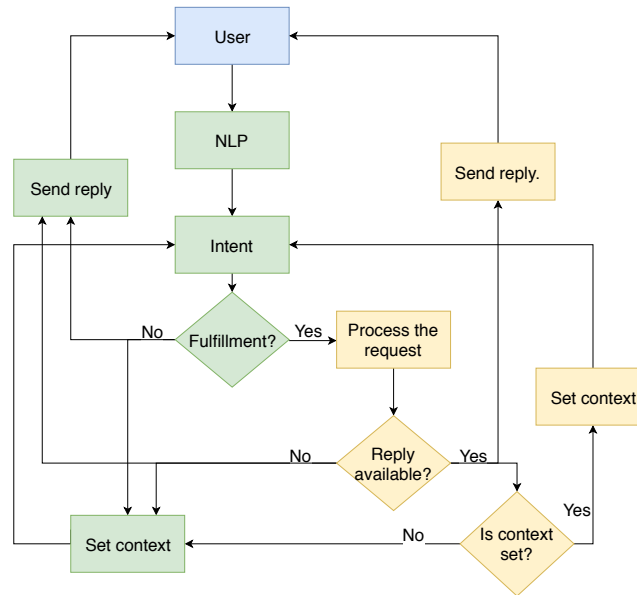 User
NLP
Send reply
Send reply.
Intent
No
Fulfillment?
Yes
Process the
request
Set context
No
Reply
available?
Yes
Yes
Set context
No
Is context
set?